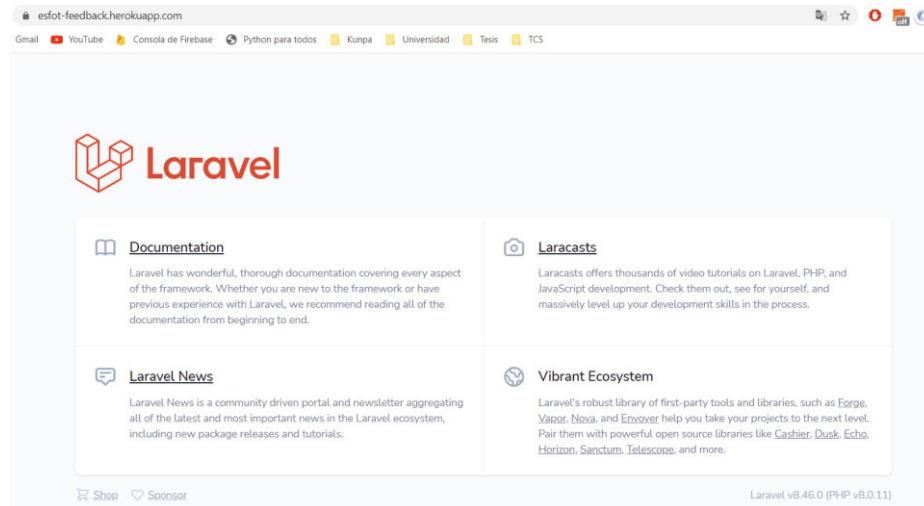 esfot-feedback.herokuapp.com
Gmail YouTube Consola de Firebase Python para todos Kunpa Universidad Tesis TCS
off
Laravel
Documentation
Laravel has wonderful, thorough documentation covering every aspect
of the framework. Whether you are new to the framework or have
previous experience with Laravel, we recommend reading all of the
documentation from beginning to end.
Laracasts
Laracasts offers thousands of video tutorials on Laravel, PHP, and
JavaScript development. Check them out, see for yourself, and
massively level up your development skills in the process.
Laravel News
Laravel News is a community driven portal and newsletter aggregating
all of the latest and most important news in the Laravel ecosystem,
including new package releases and tutorials.
Vibrant Ecosystem
Laravel's robust library of first-party tools and libraries, such as Forge,
Vapor, Nova, and Envoyer help you take your projects to the next level.
Pair them with powerful open source libraries like Cashier, Dusk, Echo,
Horizon, Sanctum, Telescope, and more.
Shop Sponsor
Laravel v8.46.0 (PHP v8.0.11)